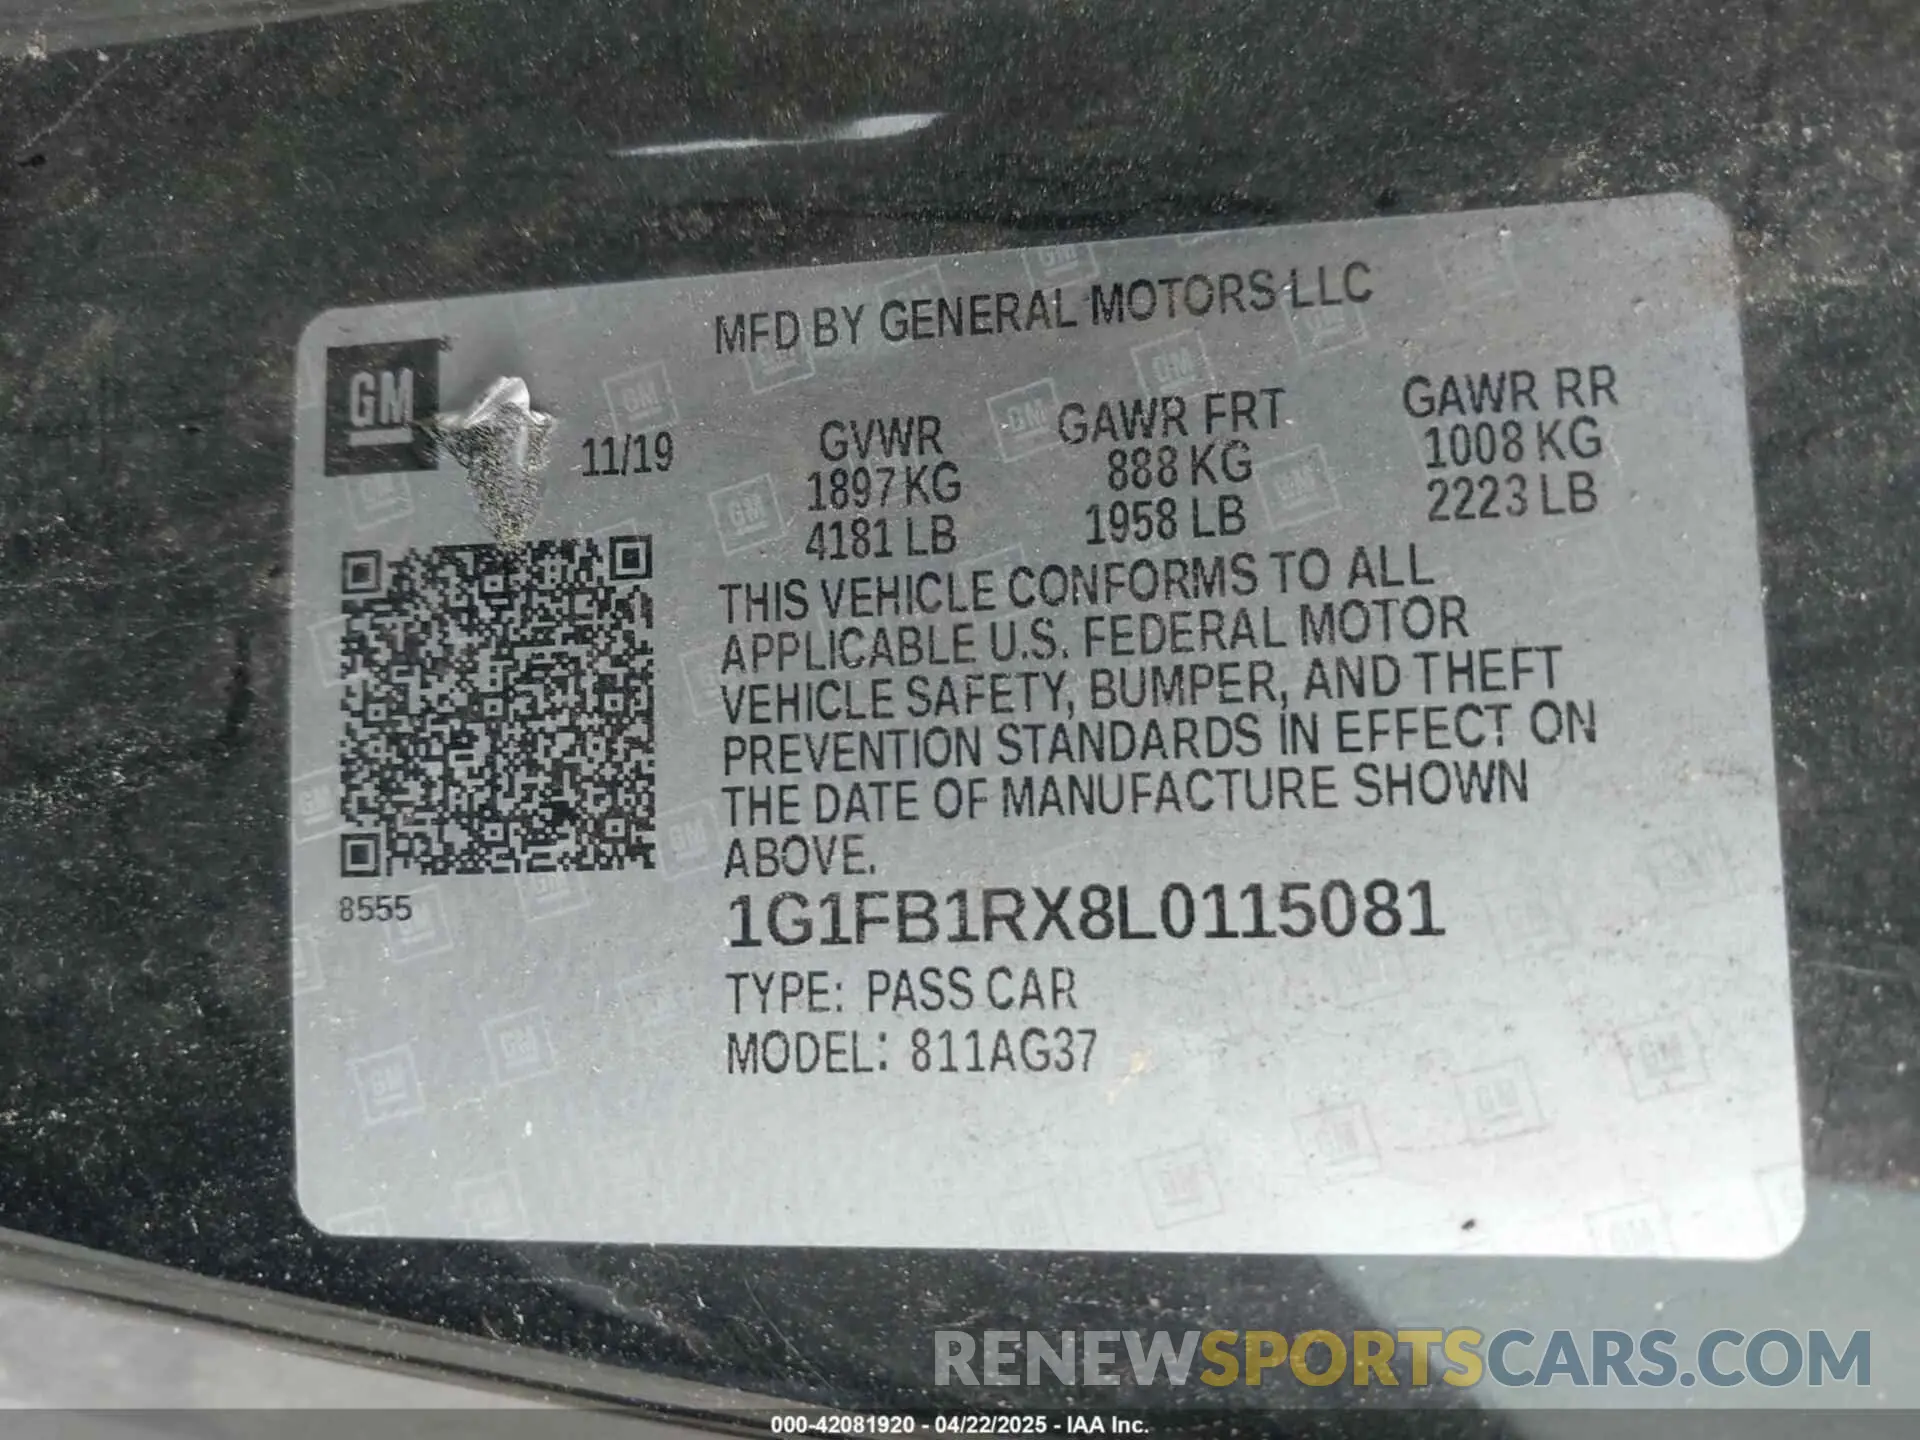 MFD BY GENERAL MOTORS LLC
GM
11/19
GVWR GAWR FRT GAWR RR
1897 KG 888 KG 1008 KG
4181 LB 1958 LB 2223 LB
THIS VEHICLE CONFORMS TO ALL
APPLICABLE U.S. FEDERAL MOTOR
VEHICLE SAFETY, BUMPER, AND THEFT
PREVENTION STANDARDS IN EFFECT ON
THE DATE OF MANUFACTURE SHOWN
ABOVE.
8555
1G1FB1RX8L0115081
TYPE: PASS CAR
MODEL: 811AG37
RENEWSPORTSCARS.COM
000-42081920 - 04/22/2025 - IAA Inc.